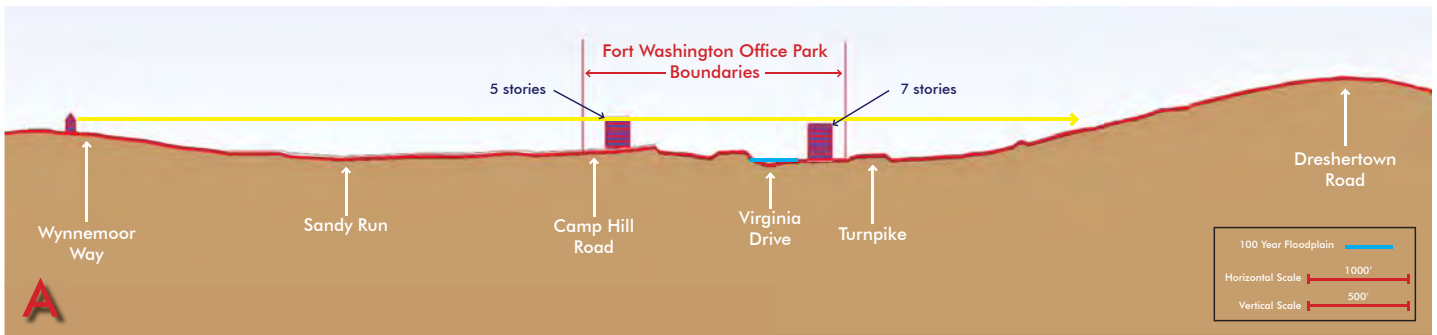 Fort Washington Office Park
Boundaries
5 stories
7 stories
Wynnemoor
Way
Sandy Run
Camp Hill
Road
Virginia
Drive
Turnpike
Dreshertown
Road
100 Year Floodplain
Horizontal Scale 1000'
Vertical Scale 500'
A